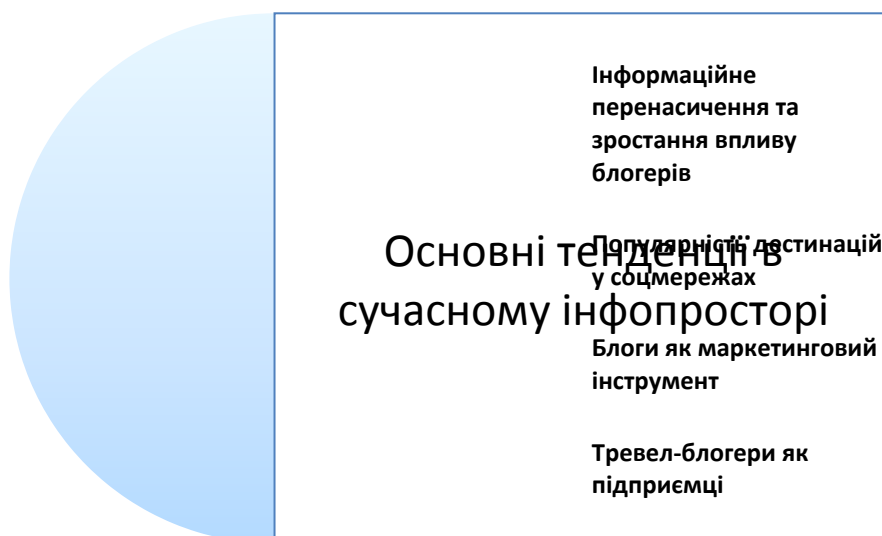 Основні тенденції в
сучасному інфопросторі
Інформаційне
перенасичення та
зростання впливу
блогерів
Популярність дестинацій
у соцмережах
Блоги як маркетинговий
інструмент
Тревел-блогери як
підприємці